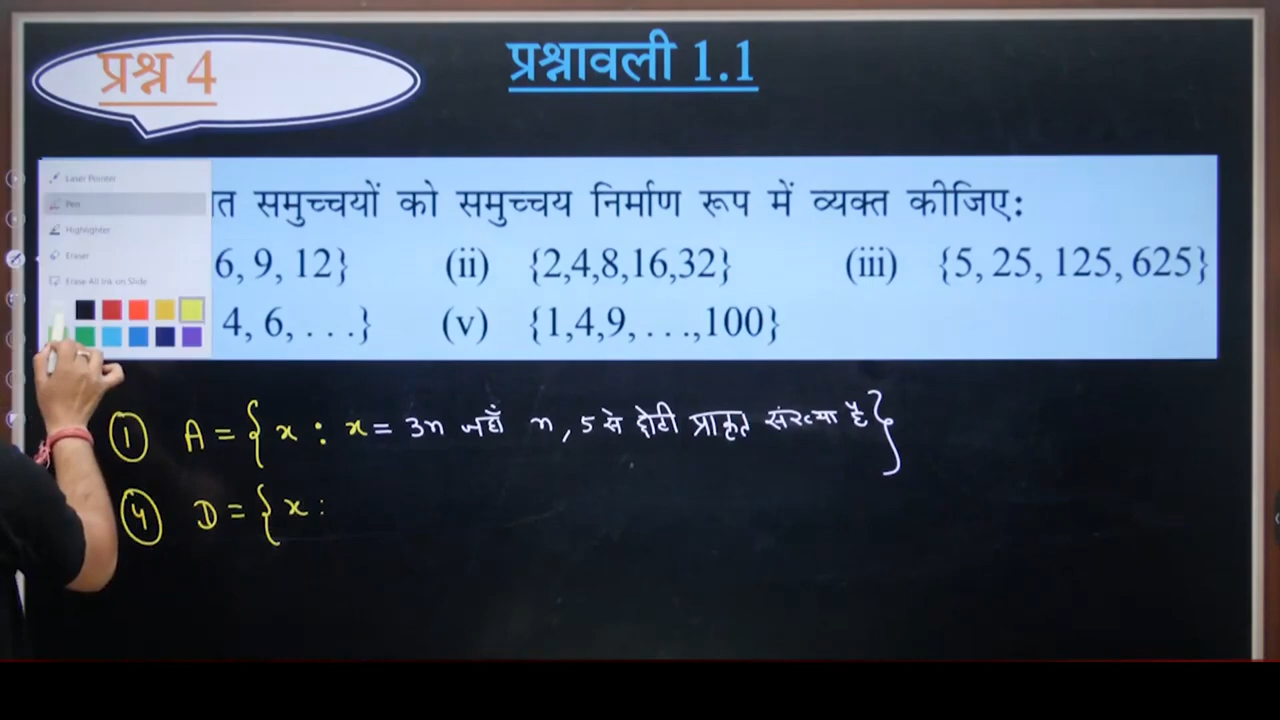 प्रश्न 4
प्रश्नावली 1.1
त समुच्चयों को समुच्चय निर्माण रूप में व्यक्त कीजिए:
6, 9, 12} (ii) {2,4,8,16,32} (iii) {5, 25, 125, 625}
4, 6, . . .} (v) {1,4,9, . . .,100}
Laser Pointer
Pen
Highlighter
Eraser
Erase All Ink on Slide
1 A = { x : x = 3n जहाँ n , 5 से छोटी प्राकृत संख्या है }
4 D = { x :